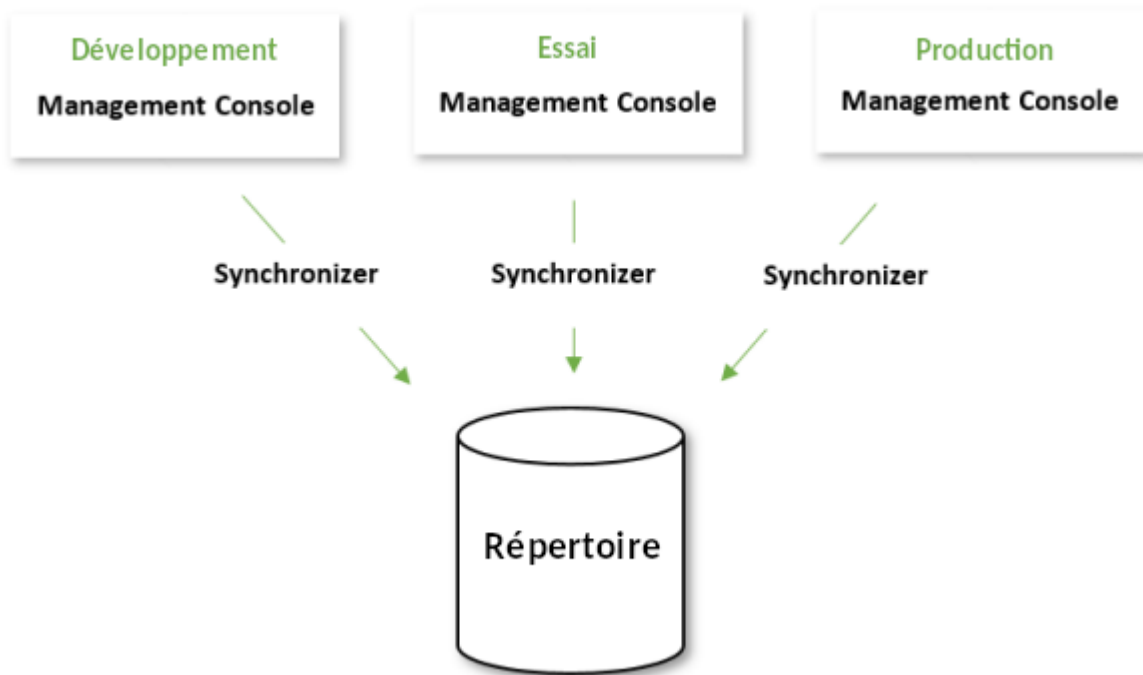 Développement
Management Console
Essai
Management Console
Production
Management Console
Synchronizer
Synchronizer
Synchronizer
Répertoire